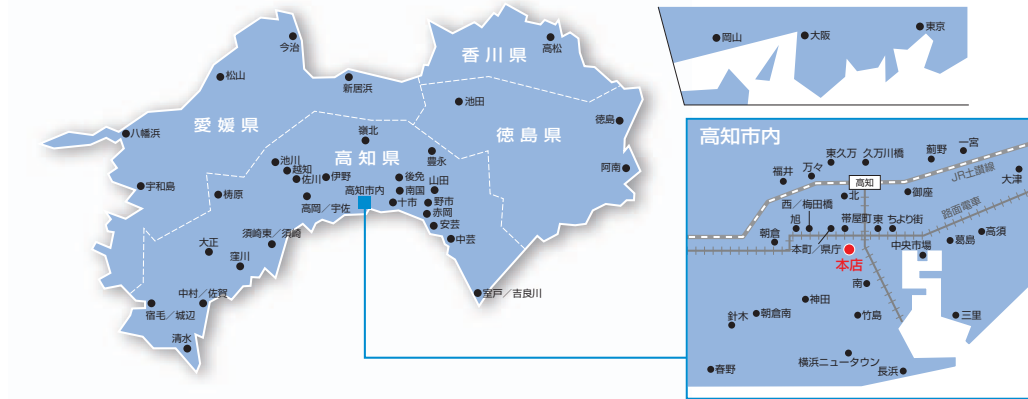 今治
松山
新居浜
八幡浜
愛媛県
宇和島
香川県
高松
池田
徳島
徳島県
阿南
嶺北
高知県
豊永
池川
越知
佐川
伊野
後免
山田
梼原
高知市内
南国
野市
高岡／宇佐
十市
赤岡
安芸
須崎東／須崎
中芸
大正
窪川
中村／佐賀
室戸／吉良川
宿毛／城辺
清水
岡山
大阪
東京
高知市内
東久万
久万川橋
薊野
一宮
福井
万々
高知
JR土讃線
大津
北
御座
西／梅田橋
路面電車
旭
帯屋町
東
ちより街
朝倉
本町／県庁
中央市場
葛島
高須
本店
南
神田
針木
朝倉南
竹島
三里
横浜ニュータウン
春野
長浜